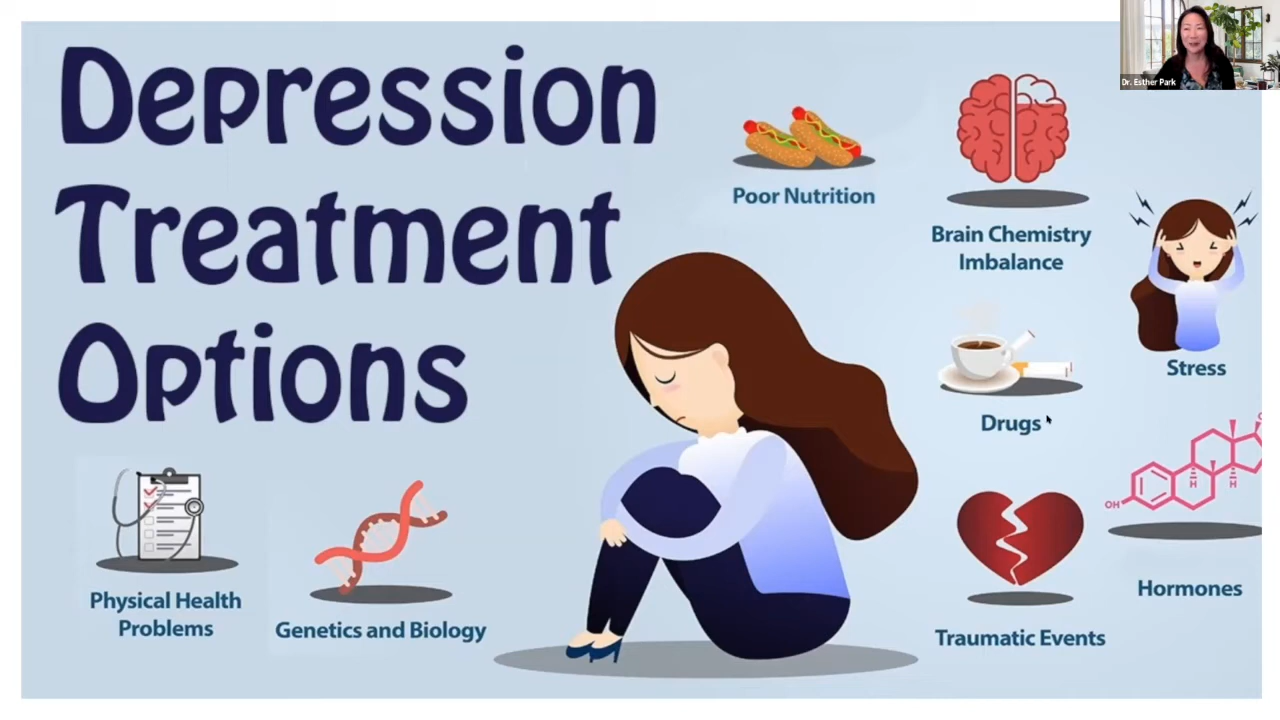 Depression
Treatment
Options
Dr. Esther Park
Poor Nutrition
Brain Chemistry
Imbalance
Stress
Drugs
OH
H
H
Hormones
Traumatic Events
Physical Health
Problems
Genetics and Biology